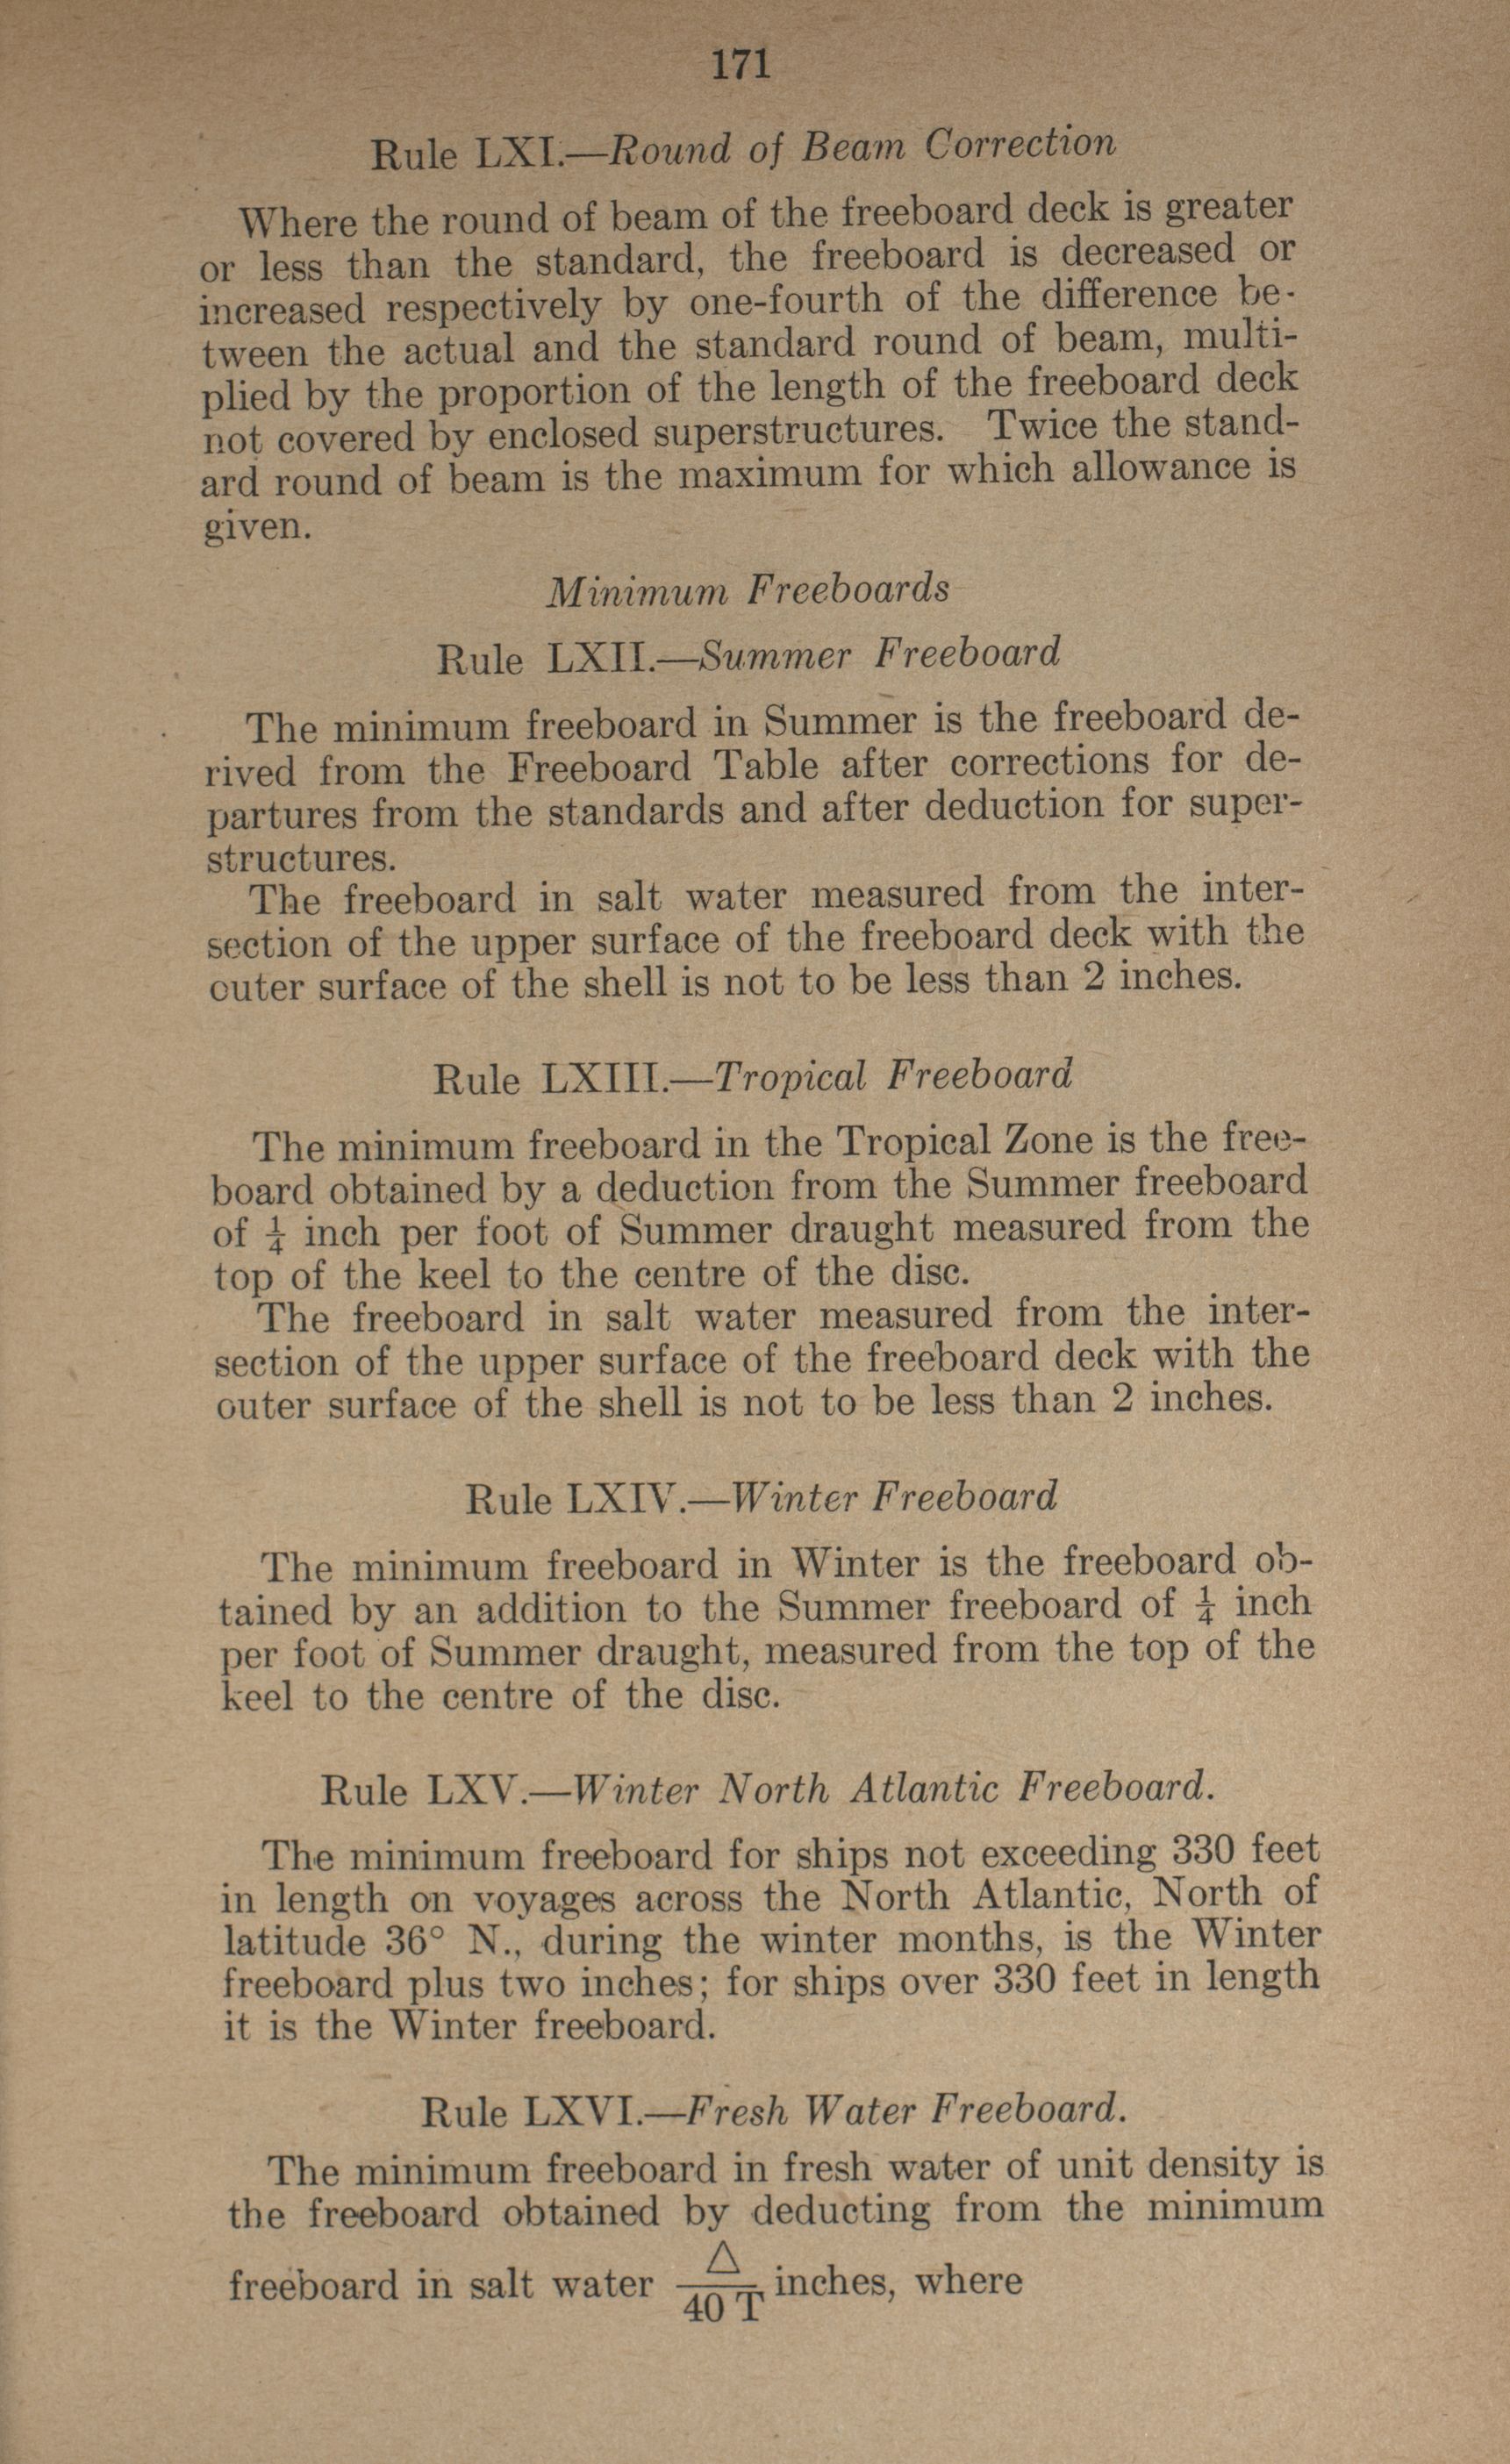 171
Rule LXI.—Round of Beam Correction
Where the round of beam of the freeboard deck is greater
or less than the standard, the freeboard is decreased or
increased respectively by one-fourth of the difference be-
tween the actual and the standard round of beam, multi-
plied by the proportion of the length of the freeboard deck
not covered by enclosed superstructures. Twice the stand-
ard round of beam is the maximum for which allowance is
given.
Minimum Freeboards
Rule LXII.—Summer Freeboard
The minimum freeboard in Summer is the freeboard de-
rived from the Freeboard Table after corrections for de-
partures from the standards and after deduction for super-
structures.
The freeboard in salt water measured from the inter-
section of the upper surface of the freeboard deck with the
outer surface of the shell is not to be less than 2 inches.
Rule LXIII.—Tropical Freeboard
The minimum freeboard in the Tropical Zone is the free-
board obtained by a deduction from the Summer freeboard
of ¼ inch per foot of Summer draught measured from the
top of the keel to the centre of the disc.
The freeboard in salt water measured from the inter-
section of the upper surface of the freeboard deck with the
outer surface of the shell is not to be less than 2 inches.
Rule LXIV.—Winter Freeboard
The minimum freeboard in Winter is the freeboard ob-
tained by an addition to the Summer freeboard of ¼ inch
per foot of Summer draught, measured from the top of the
keel to the centre of the disc.
Rule LXV.—Winter North Atlantic Freeboard.
The minimum freeboard for ships not exceeding 330 feet
in length on voyages across the North Atlantic, North of
latitude 36° N., during the winter months, is the Winter
freeboard plus two inches; for ships over 330 feet in length
it is the Winter freeboard.
Rule LXVI.—Fresh Water Freeboard.
The minimum freeboard in fresh water of unit density is
the freeboard obtained by deducting from the minimum
freeboard in salt water △/40 T inches, where